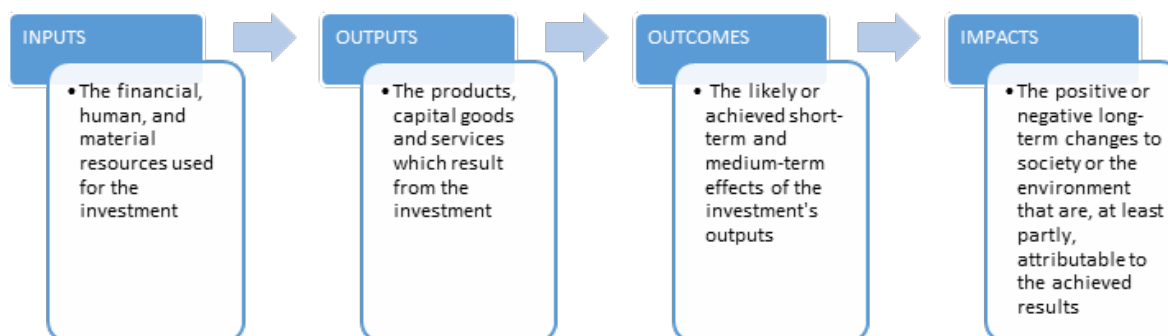 INPUTS
•The financial,
human, and
material
resources used
for the
investment
OUTPUTS
•The products,
capital goods
and services
which result
from the
investment
OUTCOMES
• The likely or
achieved short-
term and
medium-term
effects of the
investment's
outputs
IMPACTS
•The positive or
negative long-
term changes to
society or the
environment
that are, at least
partly,
attributable to
the achieved
results